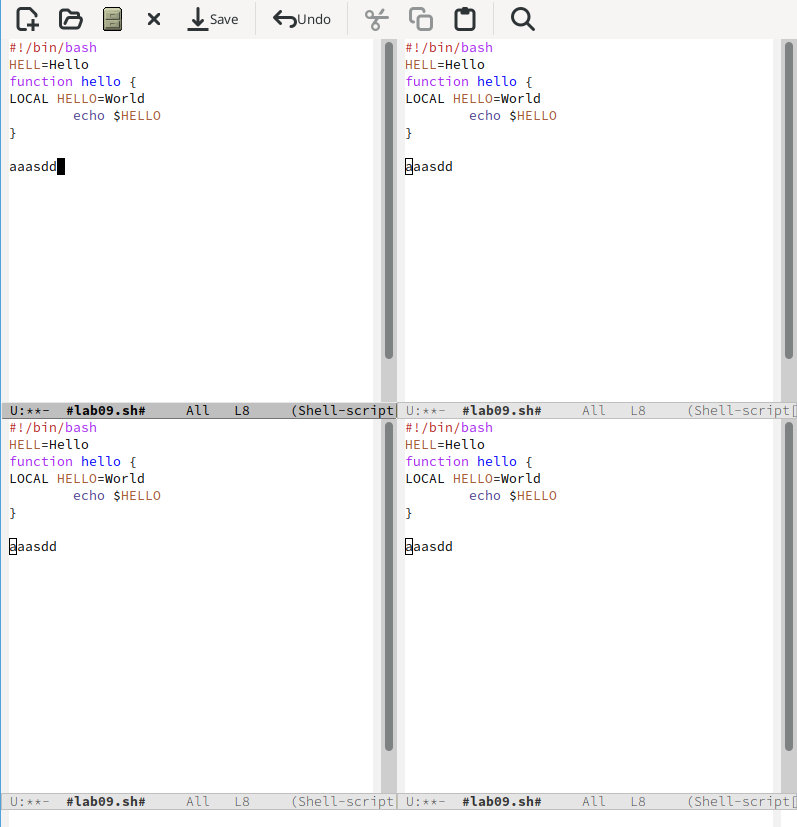 Save Undo
#!/bin/bash
HELL=Hello
function hello {
LOCAL HELLO=World
        echo $HELLO
}
aaasdd
U:**-  #lab09.sh#     All   L8     (Shell-script
#!/bin/bash
HELL=Hello
function hello {
LOCAL HELLO=World
        echo $HELLO
}
aaasdd
U:**-  #lab09.sh#     All   L8     (Shell-script[
#!/bin/bash
HELL=Hello
function hello {
LOCAL HELLO=World
        echo $HELLO
}
aaasdd
U:**-  #lab09.sh#     All   L8     (Shell-script
#!/bin/bash
HELL=Hello
function hello {
LOCAL HELLO=World
        echo $HELLO
}
aaasdd
U:**-  #lab09.sh#     All   L8     (Shell-script[